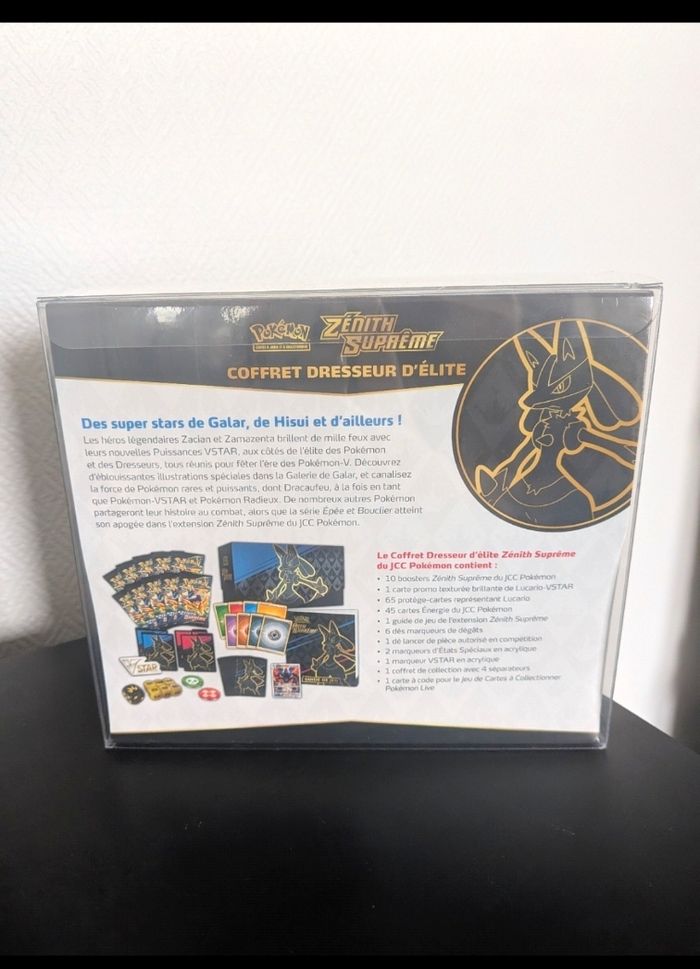 POKÉMON
ZÉNITH
SUPRÊME
COFFRET DRESSEUR D'ÉLITE
Des super stars de Galar, de Hisui et d'ailleurs !
Les héros légendaires Zacian et Zamazenta brillent de mille feux avec
leurs nouvelles Puissances VSTAR, aux côtés de l'élite des Pokémon
et des Dresseurs, tous réunis pour fêter l'ère des Pokémon-V. Découvrez
d'éblouissantes illustrations spéciales dans la Galerie de Galar, et canalisez
la force de Pokémon rares et puissants, dont Dracaufeu, à la fois en tant
que Pokémon-VSTAR et Pokémon Radieux. De nombreux autres Pokémon
partageront leur histoire au combat, alors que la série Épée et Bouclier atteint
son apogée dans l'extension Zénith Suprême du JCC Pokémon.
Le Coffret Dresseur d'élite Zénith Suprême
du JCC Pokémon contient :
• 10 boosters Zénith Suprême du JCC Pokémon
• 1 carte promo texturée brillante de Lucario-VSTAR
• 65 protège-cartes représentant Lucario
• 45 cartes Énergie du JCC Pokémon
• 1 guide de jeu de l'extension Zénith Suprême
• 6 dés marqueurs de dégâts
• 1 dé lancer de pièce autorisé en compétition
• 2 marqueurs d'États Spéciaux en acrylique
• 1 marqueur VSTAR en acrylique
• 1 coffret de collection avec 4 séparateurs
• 1 carte à code pour le Jeu de Cartes à Collectionner
Pokémon Live
VSTAR